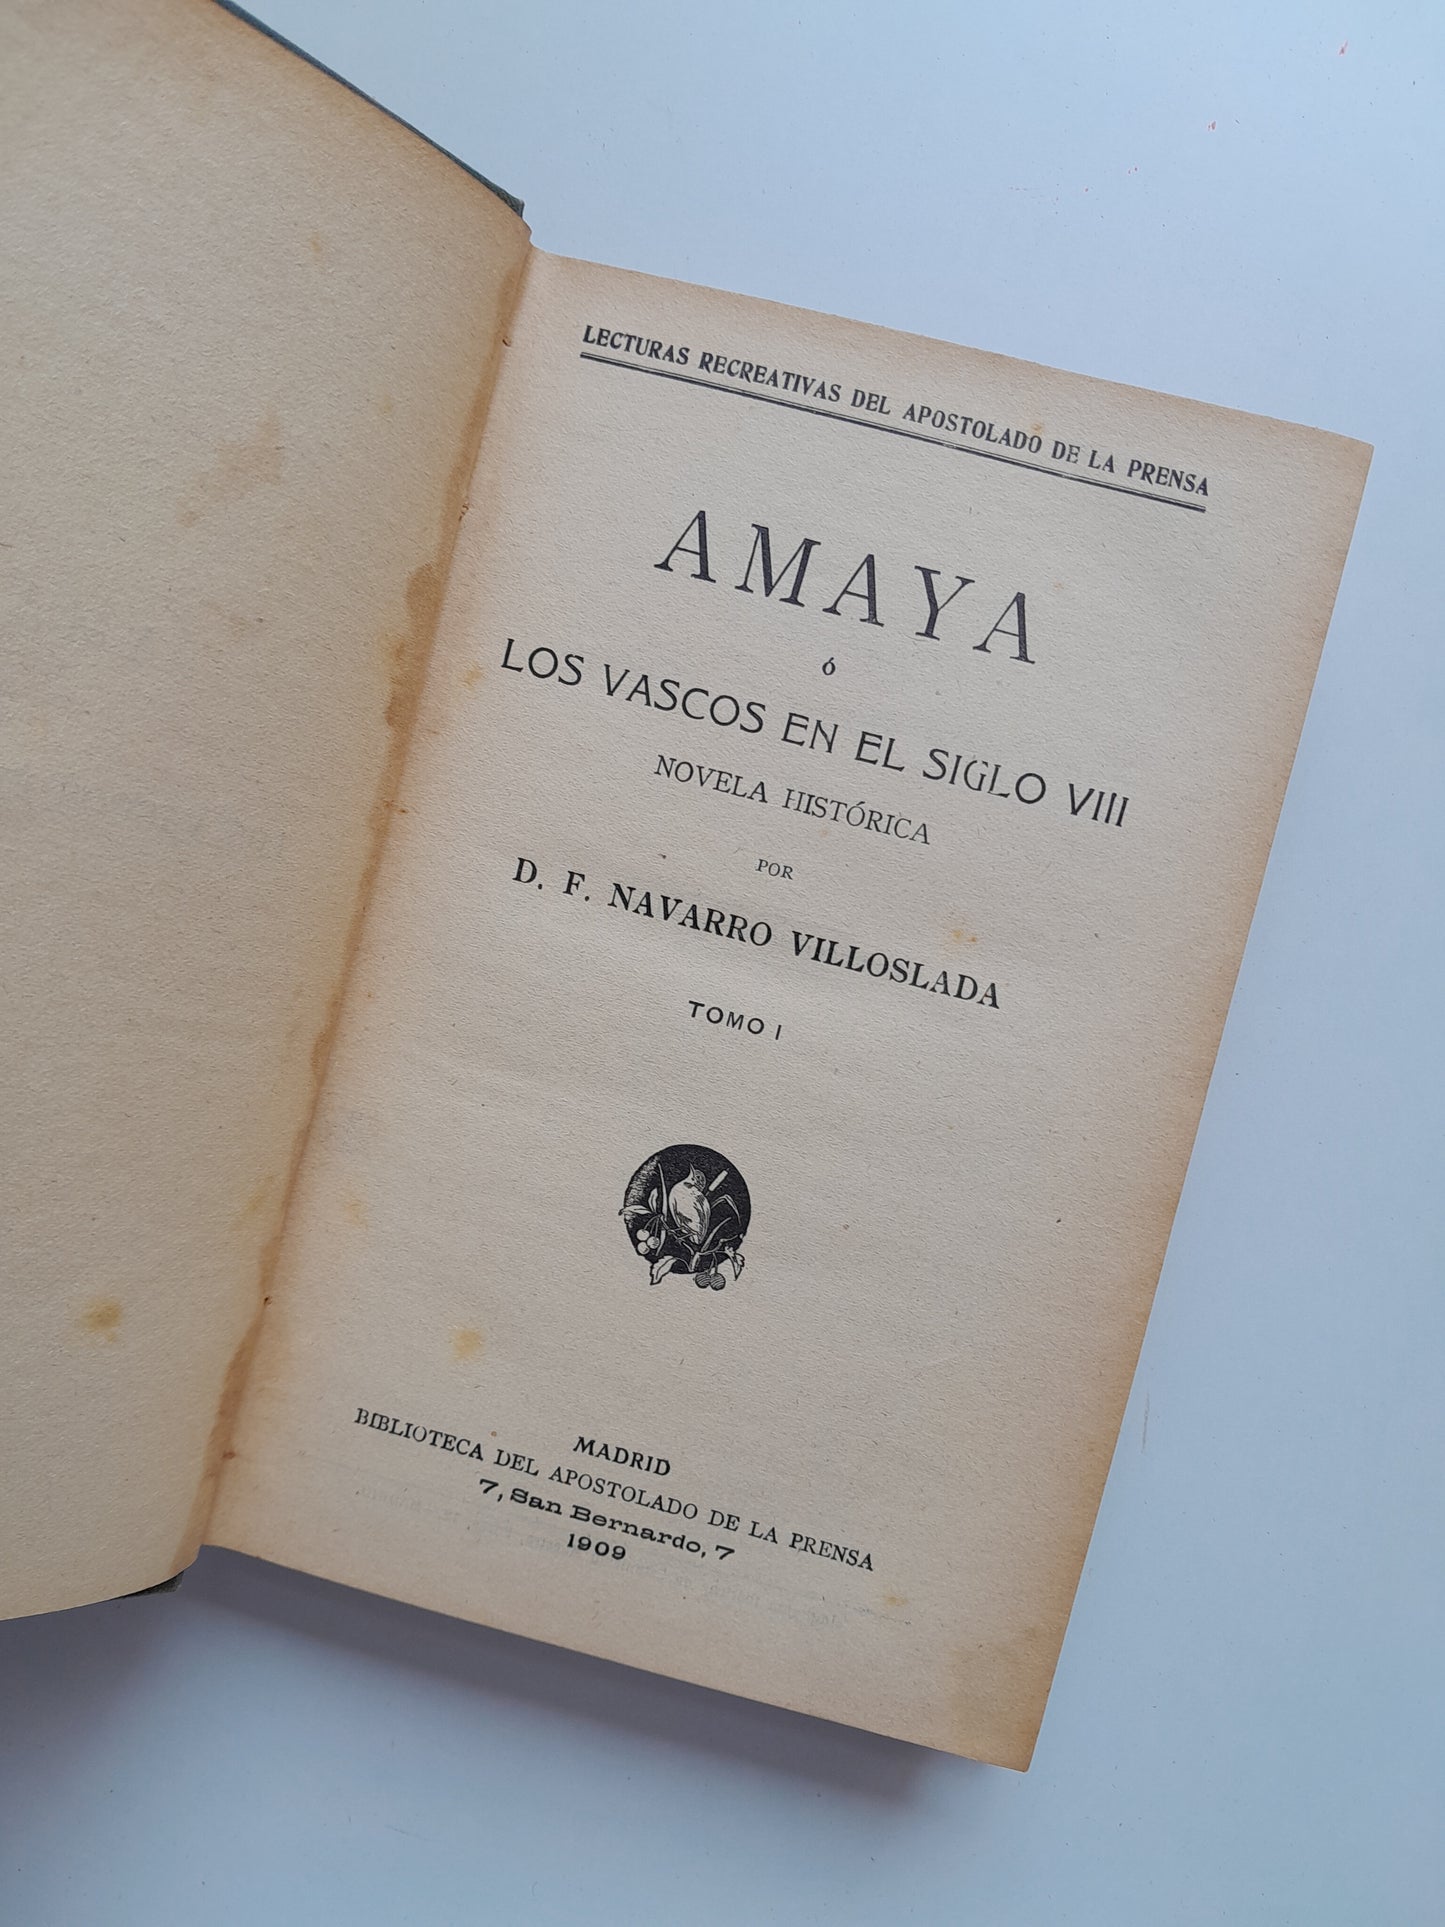 LECTURAS RECREATIVAS DEL APOSTOLADO DE LA PRENSA
AMAYA
ó
LOS VASCOS EN EL SIGLO VIII
NOVELA HISTÓRICA
POR
D. F. NAVARRO VILLOSLADA
TOMO I
MADRID
BIBLIOTECA DEL APOSTOLADO DE LA PRENSA
7, San Bernardo, 7
1909